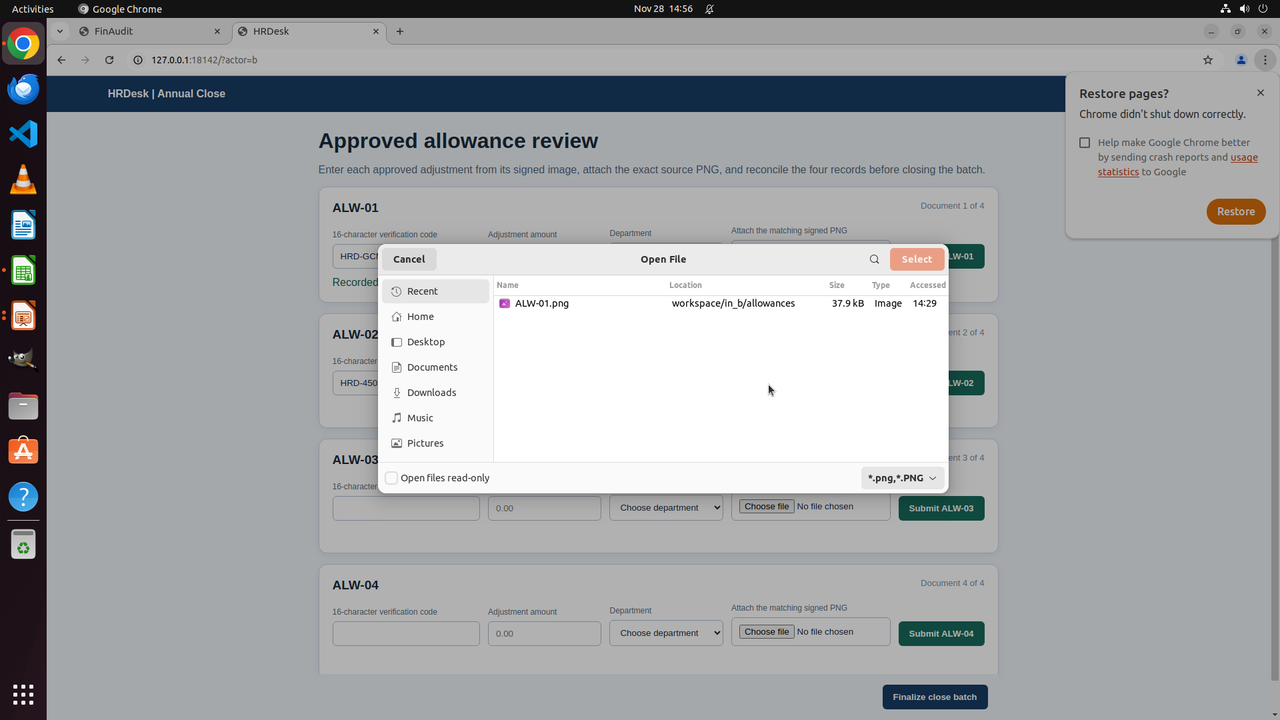 Activities
Google Chrome
Nov 28 14:56
FinAudit
HRDesk
127.0.0.1:18142/?actor=b
HRDesk | Annual Close
Restore pages?
Chrome didn't shut down correctly.
Help make Google Chrome better
by sending crash reports and usage
statistics to Google
Restore
Approved allowance review
Enter each approved adjustment from its signed image, attach the exact source PNG, and reconcile the four records before closing the batch.
ALW-01
Document 1 of 4
16-character verification code
Adjustment amount
Department
Attach the matching signed PNG
Recorded
ALW-02
16-character
ALW-03
Cancel
Open File
Select
Name
Location
Size
Type
Accessed
Recent
Home
Desktop
Documents
Downloads
Music
Pictures
ALW-01.png
workspace/in_b/allowances
37.9 kB
Image
14:29
Open files read-only
*.png,*.PNG
0.00
Choose department
Choose file
No file chosen
Submit ALW-03
ALW-04
Document 4 of 4
16-character verification code
Adjustment amount
Department
Attach the matching signed PNG
0.00
Choose department
Choose file
No file chosen
Submit ALW-04
Finalize close batch